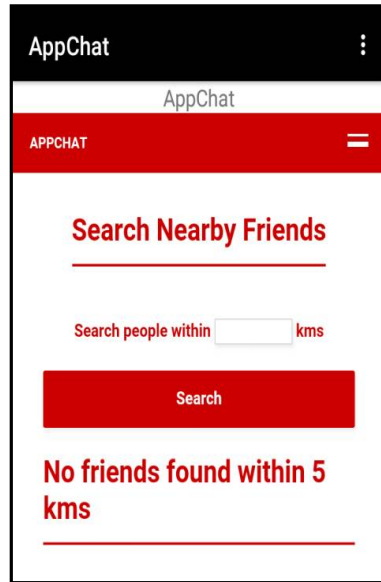 AppChat
AppChat
APPCHAT
Search Nearby Friends
Search people within kms
Search
No friends found within 5
kms